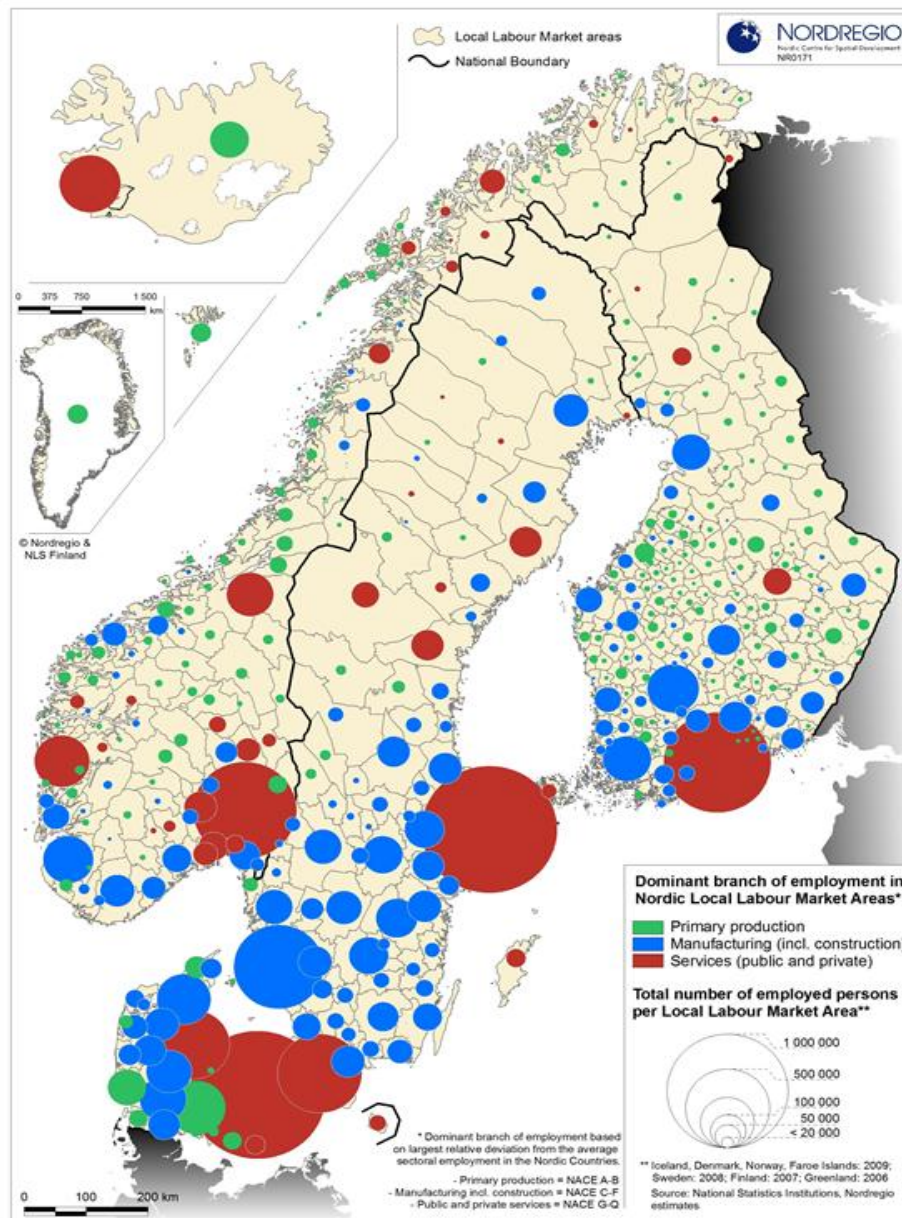 Local Labour Market areas
National Boundary
NORDREGIO
Nordic Centre for Spatial Development
NR0171
0 375 750 1 500
km
© Nordregio &
NLS Finland
Dominant branch of employment in
Nordic Local Labour Market Areas*
Primary production
Manufacturing (incl. construction)
Services (public and private)
Total number of employed persons
per Local Labour Market Area**
1 000 000
500 000
100 000
50 000
< 20 000
* Dominant branch of employment based
on largest relative deviation from the average
sectoral employment in the Nordic Countries.
- Primary production = NACE A-B
- Manufacturing incl. construction = NACE C-F
- Public and private services = NACE G-Q
** Iceland, Denmark, Norway, Faroe Islands: 2009;
Sweden: 2008; Finland: 2007; Greenland: 2006
Source: National Statistics Institutions, Nordregio
estimates
0 100 200 km